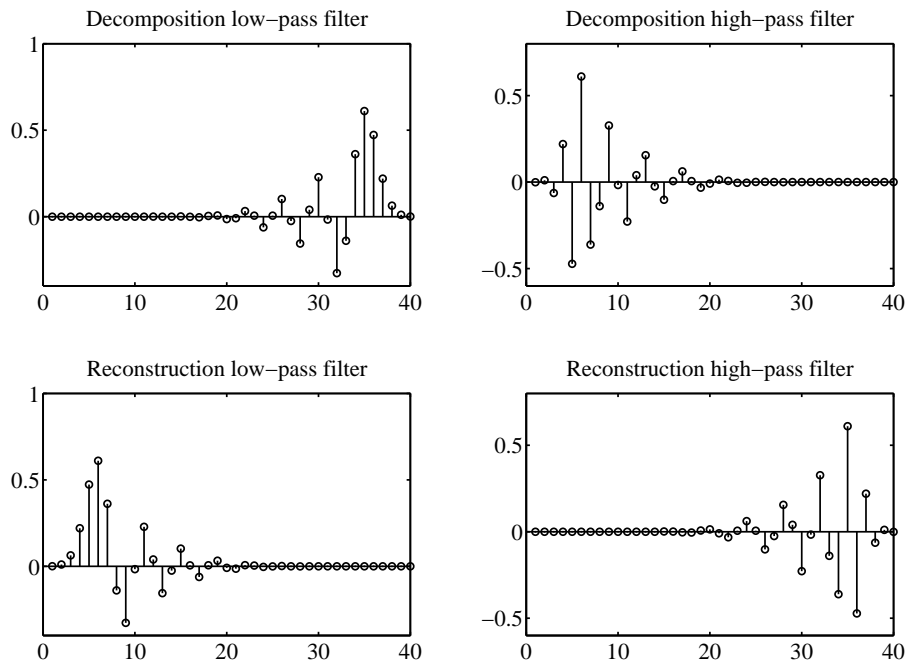 Decomposition low−pass filter
1
0.5
0
0 10 20 30 40
Decomposition high−pass filter
0.5
0
−0.5
0 10 20 30 40
Reconstruction low−pass filter
1
0.5
0
0 10 20 30 40
Reconstruction high−pass filter
0.5
0
−0.5
0 10 20 30 40